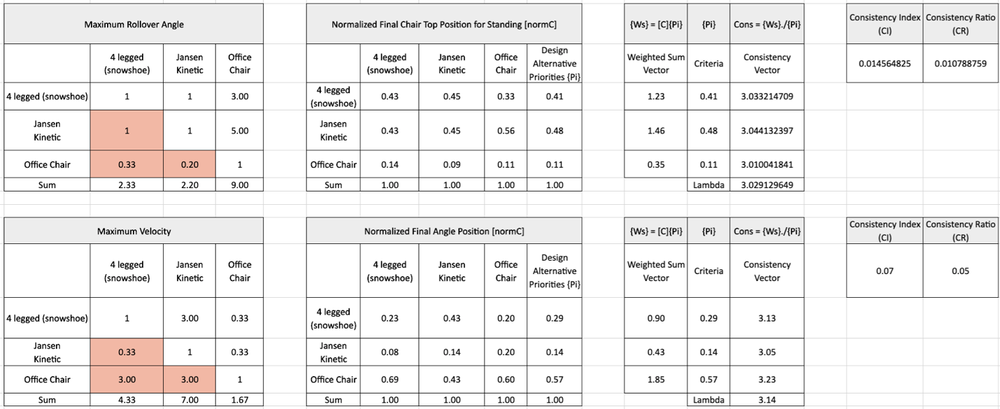 Maximum Rollover Angle
4 legged (snowshoe) Jansen Kinetic Office Chair
4 legged (snowshoe) 1 1 3.00
Jansen Kinetic 1 1 5.00
Office Chair 0.33 0.20 1
Sum 2.33 2.20 9.00
Normalized Final Chair Top Position for Standing [normC]
4 legged (snowshoe) Jansen Kinetic Office Chair Design Alternative Priorities {Pi}
4 legged (snowshoe) 0.43 0.45 0.33 0.41
Jansen Kinetic 0.43 0.45 0.56 0.48
Office Chair 0.14 0.09 0.11 0.11
Sum 1.00 1.00 1.00 1.00
{Ws} = [C]{Pi} {Pi} Cons = {Ws}./{Pi}
Weighted Sum Vector Criteria Consistency Vector
1.23 0.41 3.033214709
1.46 0.48 3.044132397
0.35 0.11 3.010041841
Lambda 3.029129649
Consistency Index (CI) Consistency Ratio (CR)
0.014564825 0.010788759
Maximum Velocity
4 legged (snowshoe) Jansen Kinetic Office Chair
4 legged (snowshoe) 1 3.00 0.33
Jansen Kinetic 0.33 1 0.33
Office Chair 3.00 3.00 1
Sum 4.33 7.00 1.67
Normalized Final Angle Position [normC]
4 legged (snowshoe) Jansen Kinetic Office Chair Design Alternative Priorities {Pi}
4 legged (snowshoe) 0.23 0.43 0.20 0.29
Jansen Kinetic 0.08 0.14 0.20 0.14
Office Chair 0.69 0.43 0.60 0.57
Sum 1.00 1.00 1.00 1.00
{Ws} = [C]{Pi} {Pi} Cons = {Ws}./{Pi}
Weighted Sum Vector Criteria Consistency Vector
0.90 0.29 3.13
0.43 0.14 3.05
1.85 0.57 3.23
Lambda 3.14
Consistency Index (CI) Consistency Ratio (CR)
0.07 0.05